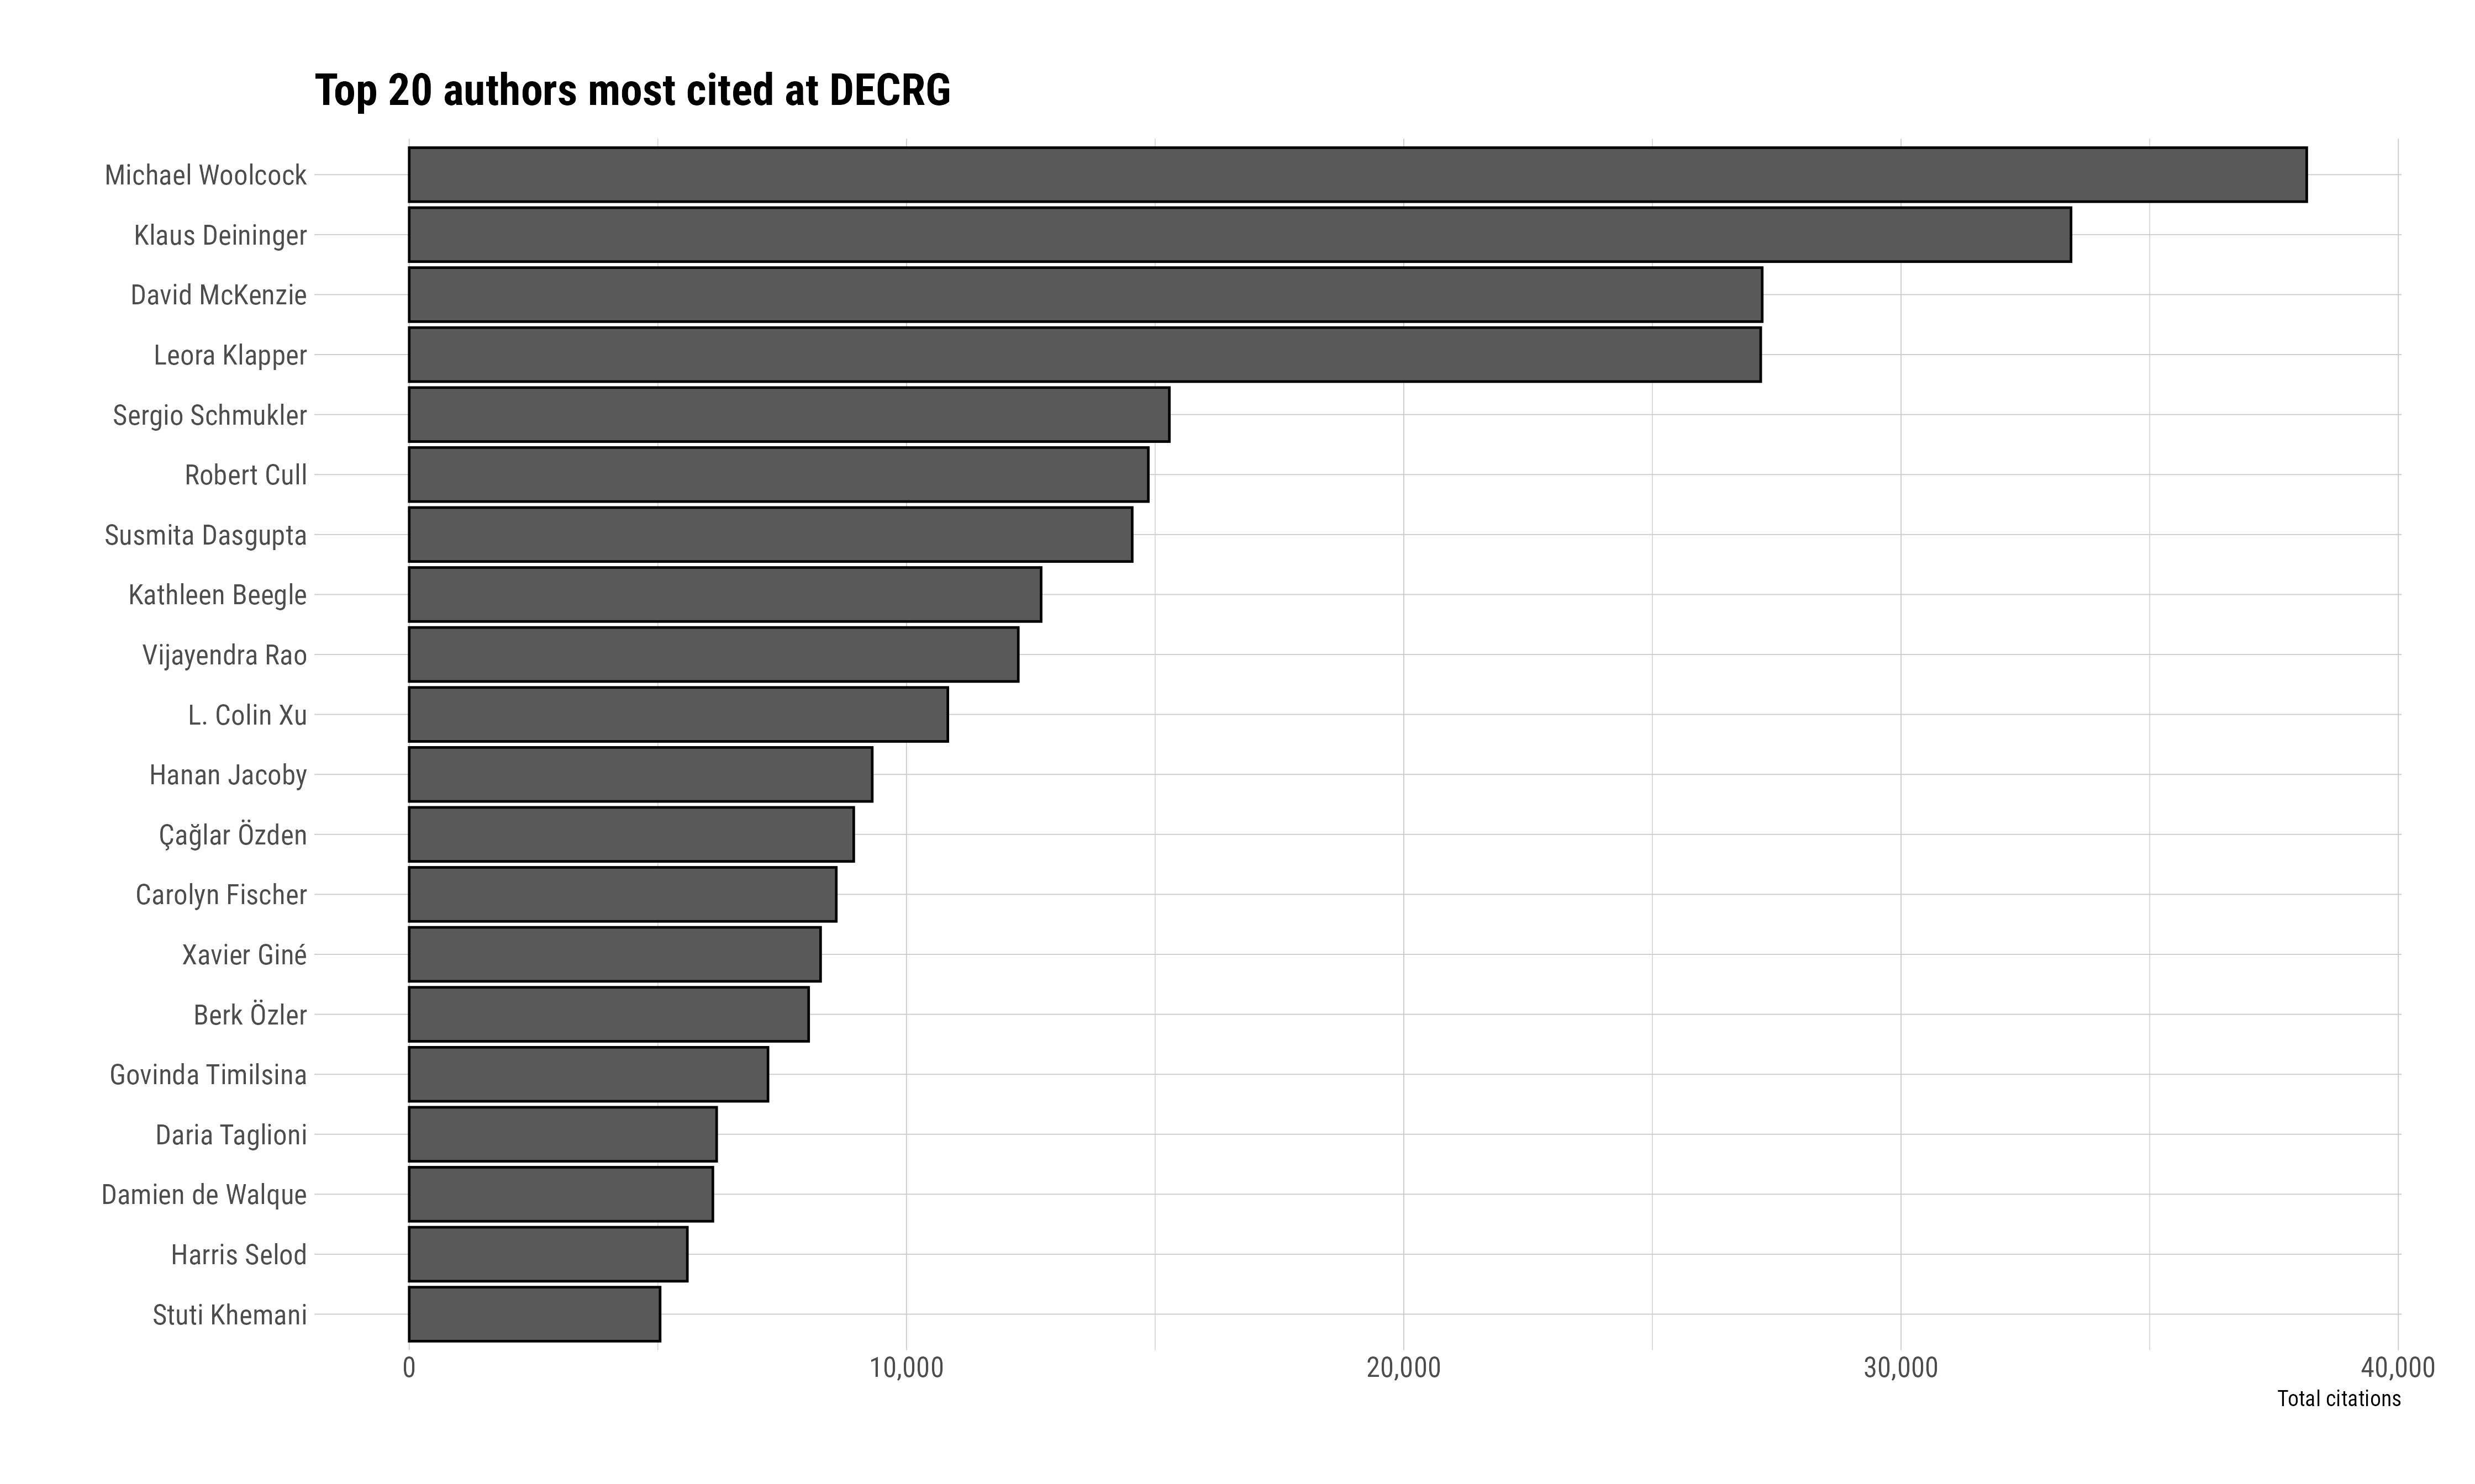 Top 20 authors most cited at DECRG
Michael Woolcock
Klaus Deininger
David McKenzie
Leora Klapper
Sergio Schmukler
Robert Cull
Susmita Dasgupta
Kathleen Beegle
Vijayendra Rao
L. Colin Xu
Hanan Jacoby
Çağlar Özden
Carolyn Fischer
Xavier Giné
Berk Özler
Govinda Timilsina
Daria Taglioni
Damien de Walque
Harris Selod
Stuti Khemani
0 10,000 20,000 30,000 40,000
Total citations